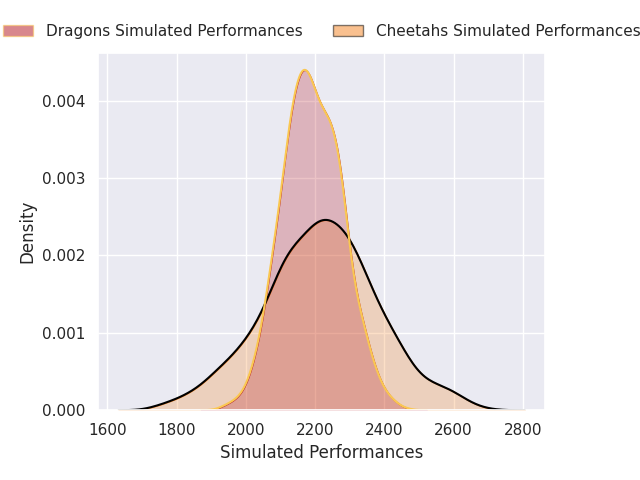 Dragons Simulated Performances
Cheetahs Simulated Performances
0.004
0.003
0.002
0.001
0.000
Density
1600 1800 2000 2200 2400 2600 2800
Simulated Performances